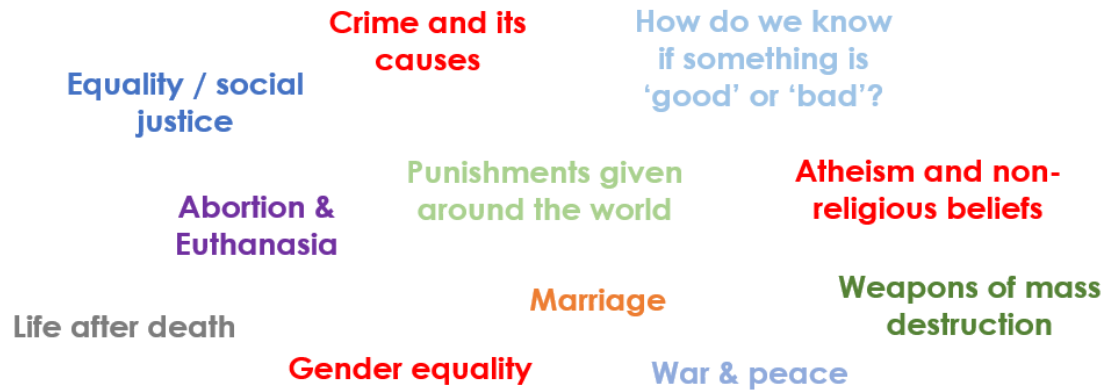 Crime and its
causes
How do we know
if something is
‘good’ or ‘bad’?
Equality / social
justice
Punishments given
around the world
Atheism and non-
religious beliefs
Abortion &
Euthanasia
Marriage
Weapons of mass
destruction
Life after death
Gender equality
War & peace